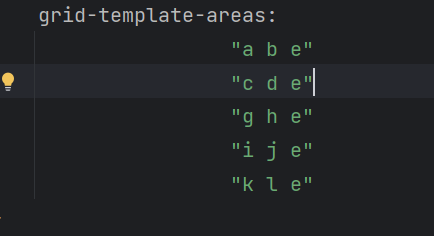 grid-template-areas:
"a b e"
"c d e"
"g h e"
"i j e"
"k l e"